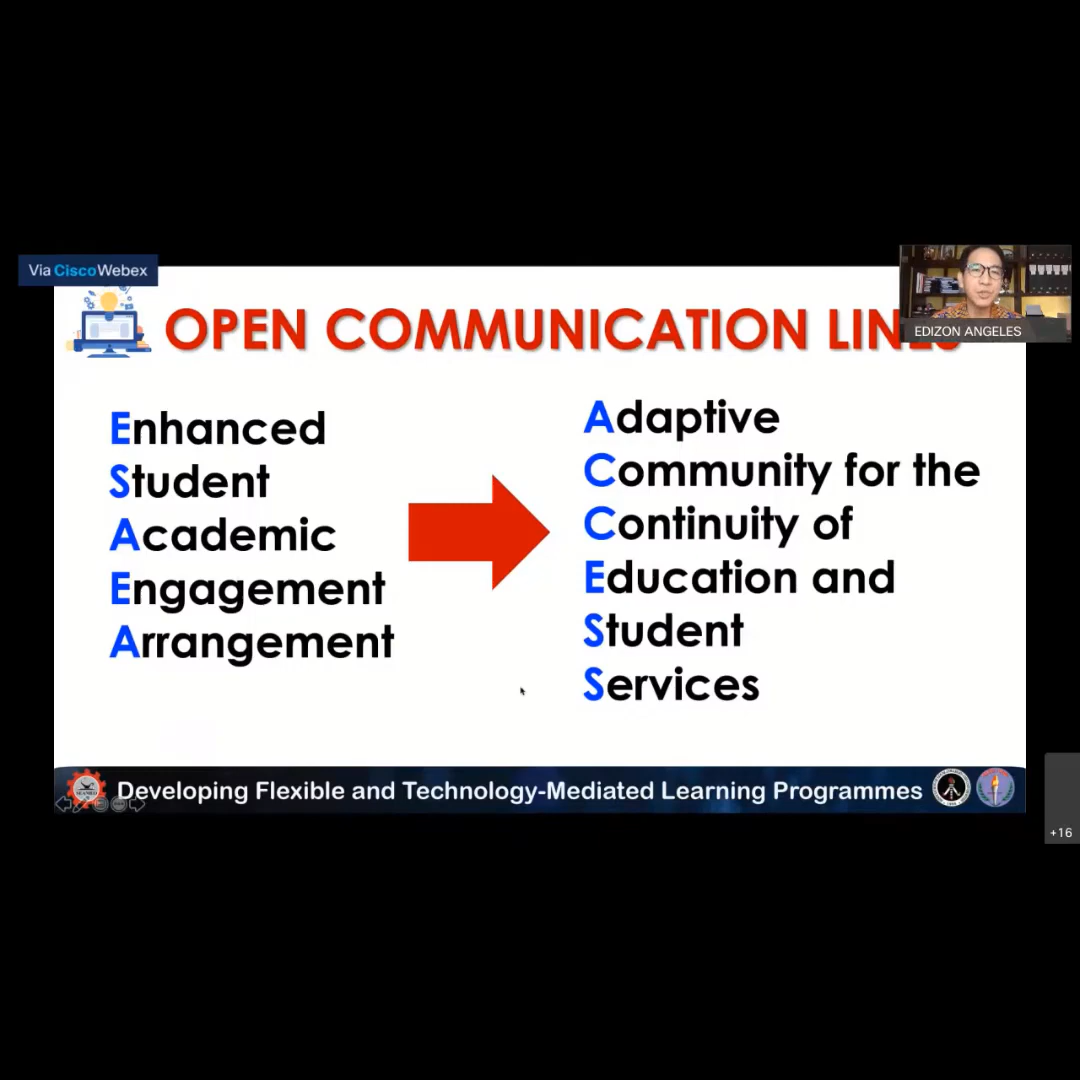 Via CiscoWebex
OPEN COMMUNICATION LINES
EDIZON ANGELES
Enhanced
Student
Academic
Engagement
Arrangement
Adaptive
Community for the
Continuity of
Education and
Student
Services
Developing Flexible and Technology-Mediated Learning Programmes
+16